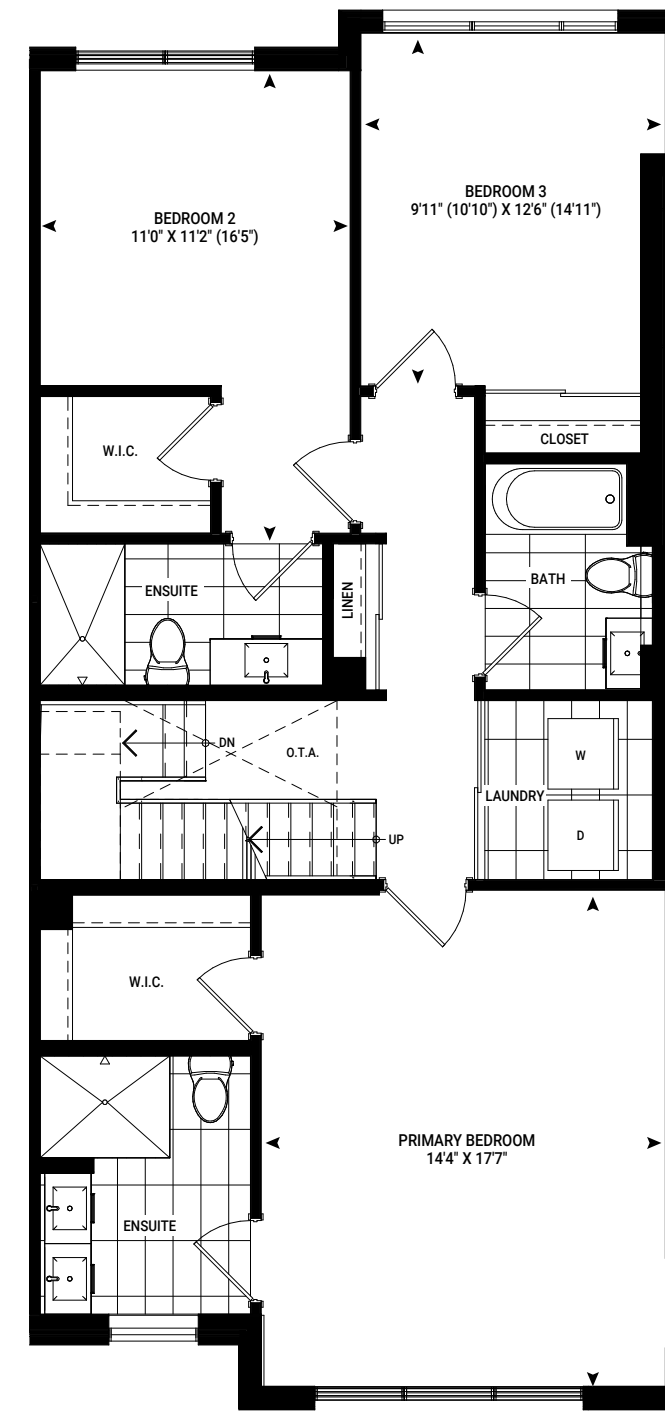 BEDROOM 3
9'11" (10'10") X 12'6" (14'11")
BEDROOM 2
11'0" X 11'2" (16'5")
CLOSET
W.I.C.
BATH
ENSUITE
LINEN
DN
O.T.A.
W
LAUNDRY
D
UP
W.I.C.
PRIMARY BEDROOM
14'4" X 17'7"
ENSUITE